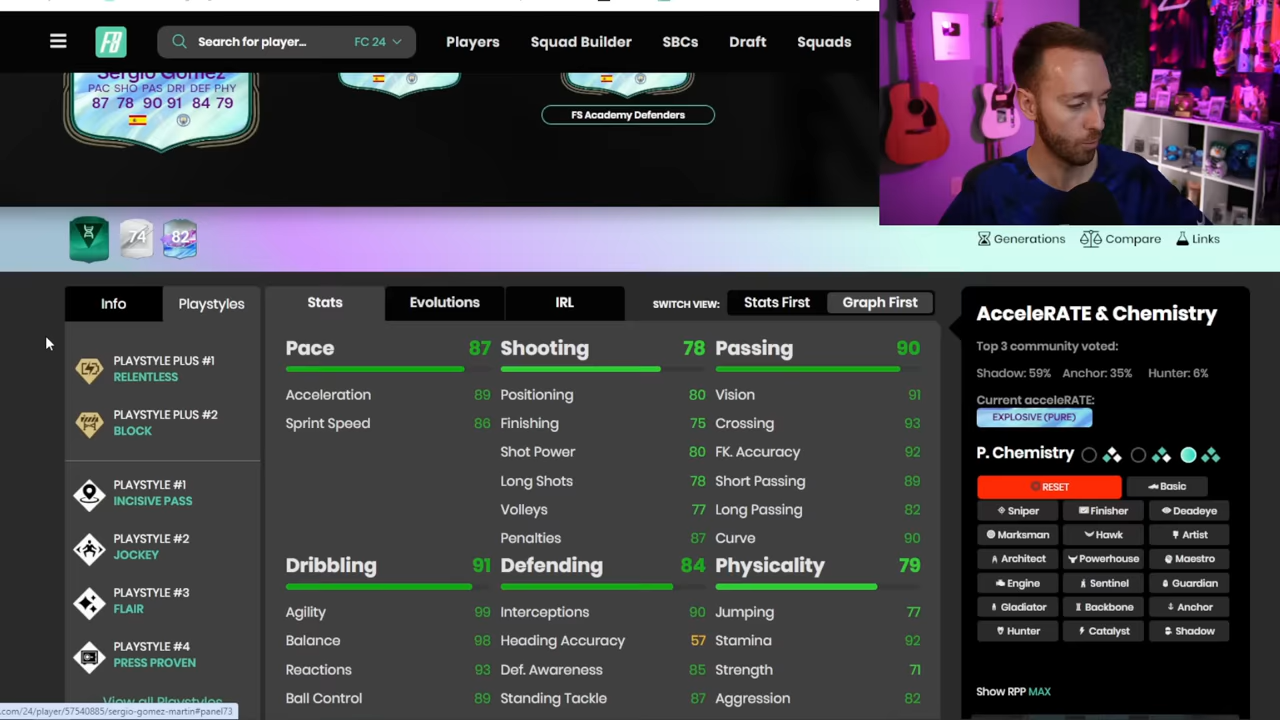 FB
Search for player...
FC 24
Players
Squad Builder
SBCs
Draft
Squads
Sergio Gomez
PAC SHO PAS DRI DEF PHY
87 78 90 91 84 79
FS Academy Defenders
74
82
Generations
Compare
Links
Info
Playstyles
Stats
Evolutions
IRL
SWITCH VIEW:
Stats First
Graph First
PLAYSTYLE PLUS #1
RELENTLESS
PLAYSTYLE PLUS #2
BLOCK
PLAYSTYLE #1
INCISIVE PASS
PLAYSTYLE #2
JOCKEY
PLAYSTYLE #3
FLAIR
PLAYSTYLE #4
PRESS PROVEN
View all Playstyles
Pace 87
Acceleration 89
Sprint Speed 86
Shooting 78
Positioning 80
Finishing 75
Shot Power 80
Long Shots 78
Volleys 77
Penalties 87
Passing 90
Vision 91
Crossing 93
FK. Accuracy 92
Short Passing 89
Long Passing 82
Curve 90
Dribbling 91
Agility 99
Balance 98
Reactions 93
Ball Control 89
Defending 84
Interceptions 90
Heading Accuracy 57
Def. Awareness 85
Standing Tackle 87
Physicality 79
Jumping 77
Stamina 92
Strength 71
Aggression 82
AcceleRATE & Chemistry
Top 3 community voted:
Shadow: 59% Anchor: 35% Hunter: 6%
Current acceleRATE:
EXPLOSIVE (PURE)
P. Chemistry
RESET
Basic
Sniper
Finisher
Deadeye
Marksman
Hawk
Artist
Architect
Powerhouse
Maestro
Engine
Sentinel
Guardian
Gladiator
Backbone
Anchor
Hunter
Catalyst
Shadow
Show RPP MAX
.com/24/player/57540885/sergio-gomez-martin#panel73